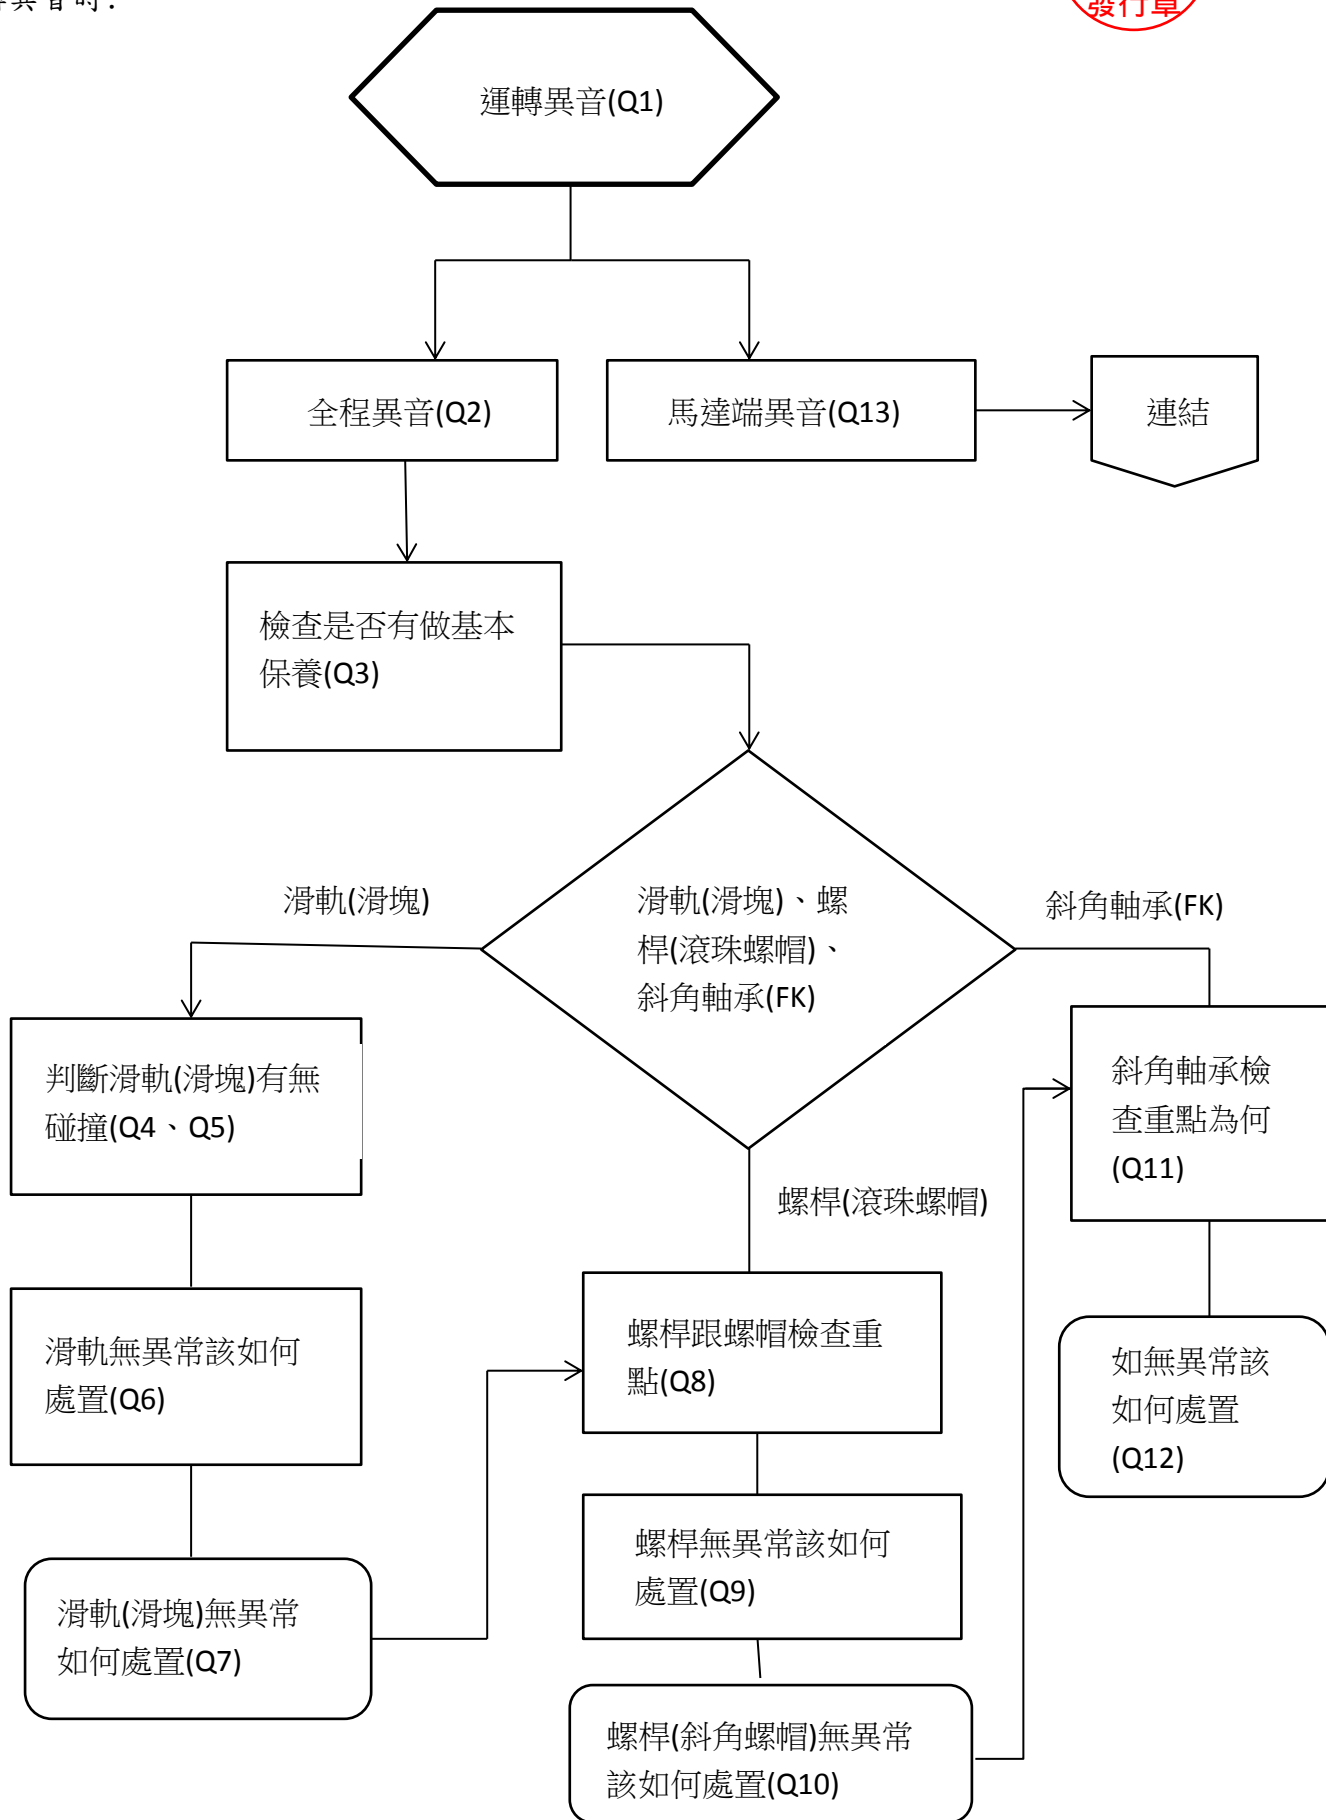 異音時:
發行章
運轉異音(Q1)
全程異音(Q2)
馬達端異音(Q13)
連結
檢查是否有做基本
保養(Q3)
滑軌(滑塊)
滑軌(滑塊)、螺
桿(滾珠螺帽)、
斜角軸承(FK)
斜角軸承(FK)
判斷滑軌(滑塊)有無
碰撞(Q4、Q5)
斜角軸承檢
查重點為何
(Q11)
螺桿(滾珠螺帽)
滑軌無異常該如何
處置(Q6)
螺桿跟螺帽檢查重
點(Q8)
如無異常該
如何處置
(Q12)
螺桿無異常該如何
處置(Q9)
滑軌(滑塊)無異常
如何處置(Q7)
螺桿(斜角螺帽)無異常
該如何處置(Q10)